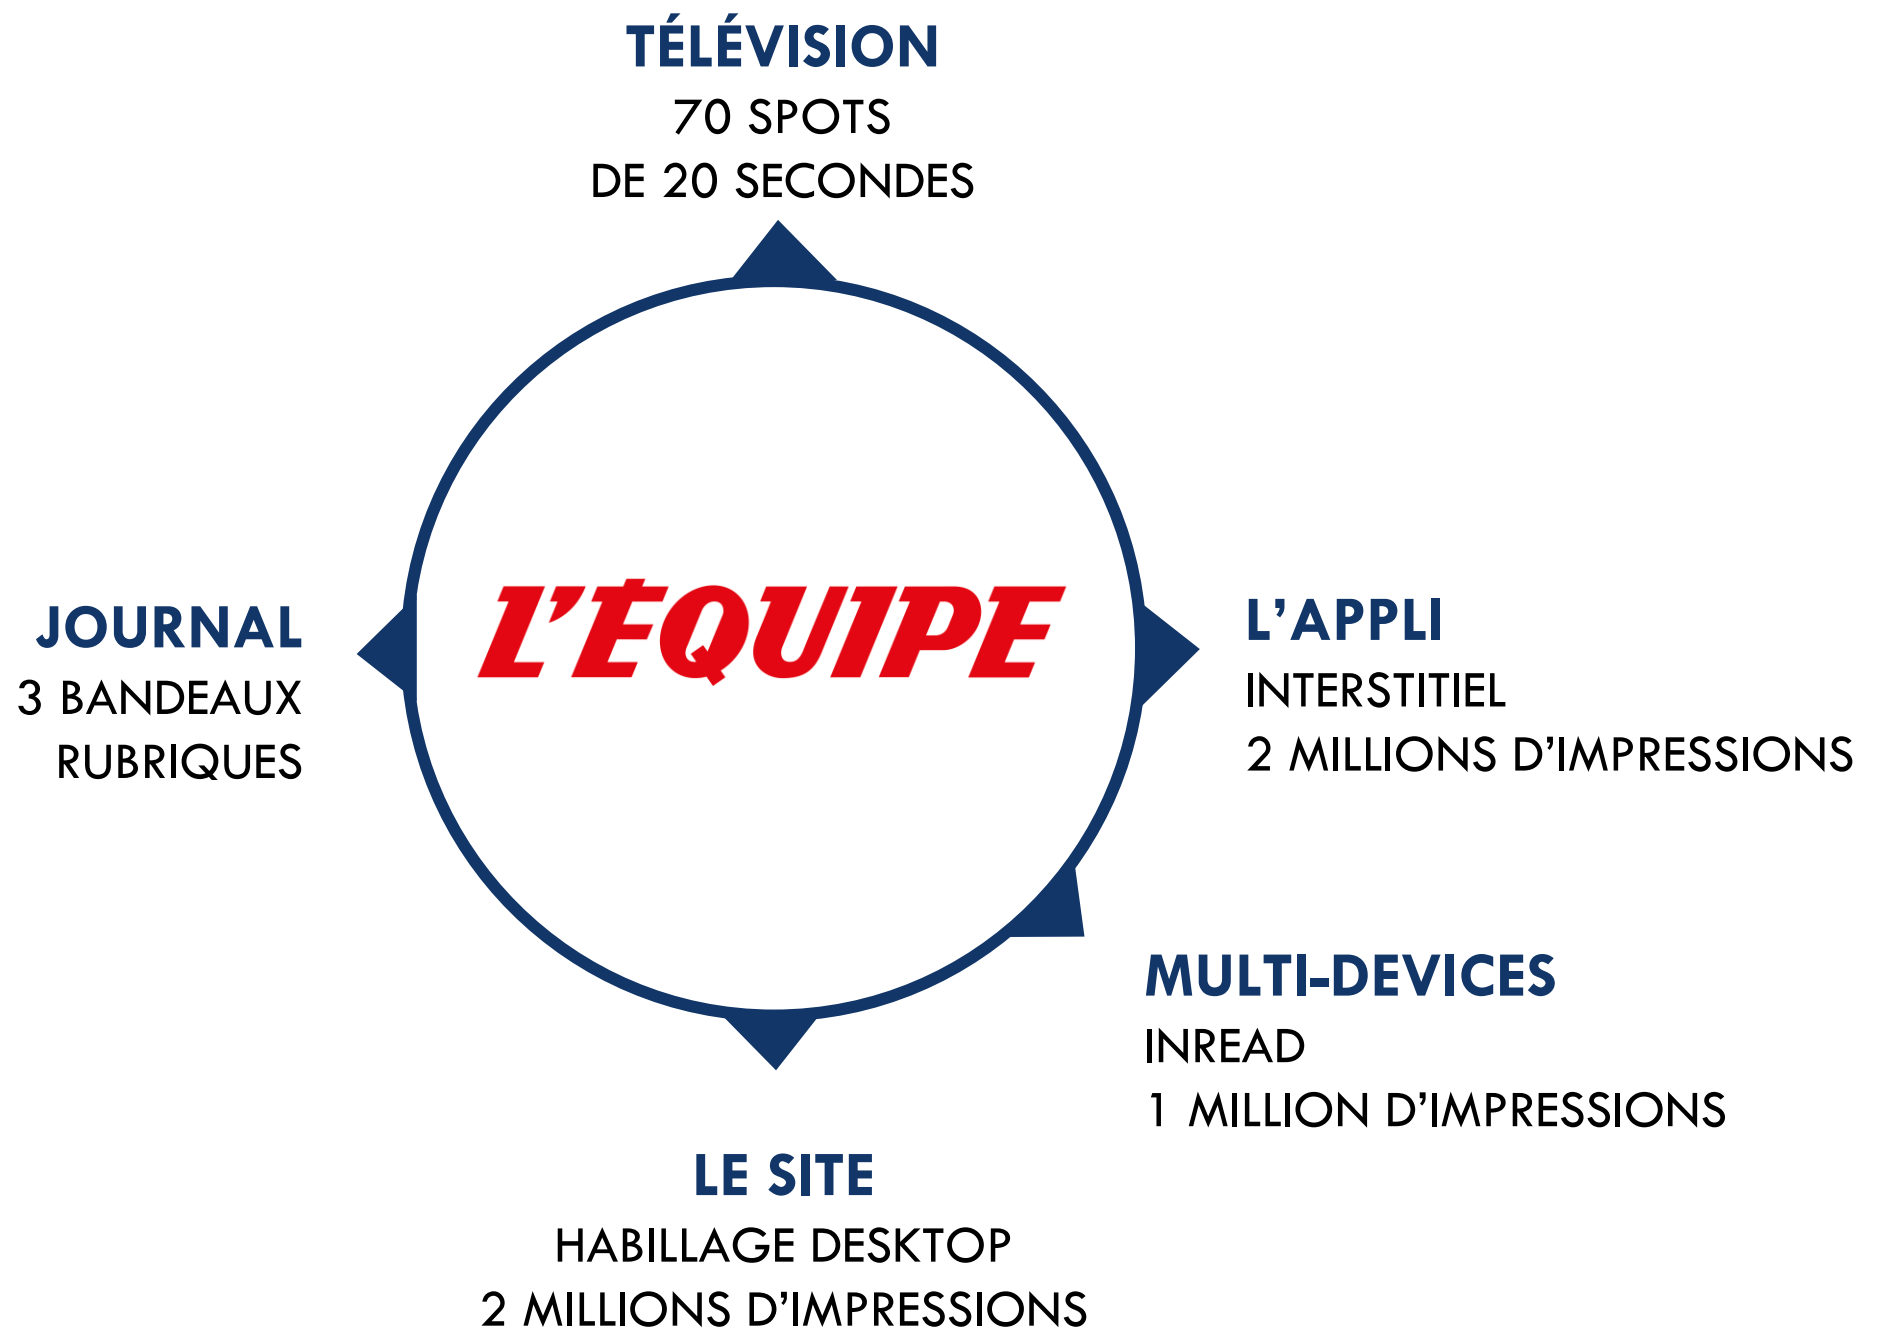 TÉLÉVISION
70 SPOTS
DE 20 SECONDES
L'ÉQUIPE
JOURNAL
3 BANDEAUX
RUBRIQUES
L'APPLI
INTERSTITIEL
2 MILLIONS D'IMPRESSIONS
MULTI-DEVICES
INREAD
1 MILLION D'IMPRESSIONS
LE SITE
HABILLAGE DESKTOP
2 MILLIONS D'IMPRESSIONS